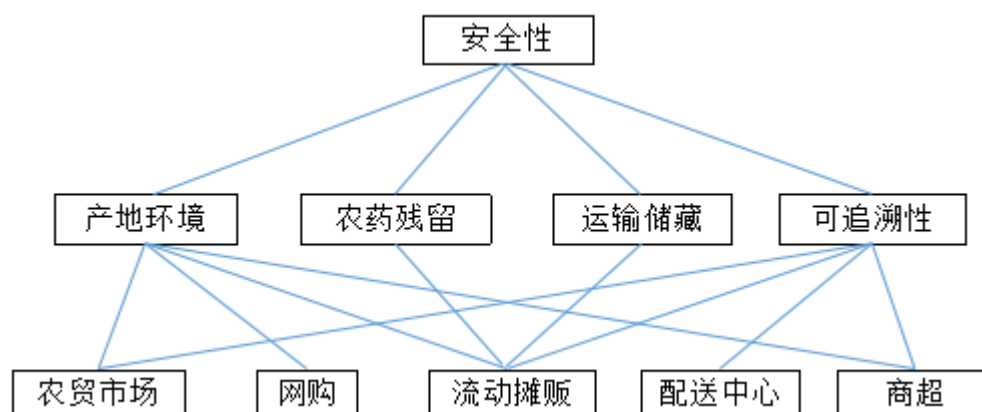 安全性
产地环境 农药残留 运输储藏 可追溯性
农贸市场 网购 流动摊贩 配送中心 商超